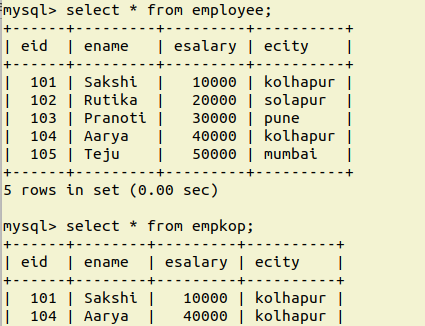 mysql> select * from employee;
+------+---------+---------+----------+
| eid  | ename   | esalary | ecity    |
+------+---------+---------+----------+
|  101 | Sakshi  |   10000 | kolhapur |
|  102 | Rutika  |   20000 | solapur  |
|  103 | Pranoti |   30000 | pune     |
|  104 | Aarya   |   40000 | kolhapur |
|  105 | Teju    |   50000 | mumbai   |
+------+---------+---------+----------+
5 rows in set (0.00 sec)

mysql> select * from empkop;
+------+--------+---------+----------+
| eid  | ename  | esalary | ecity    |
+------+--------+---------+----------+
|  101 | Sakshi |   10000 | kolhapur |
|  104 | Aarya  |   40000 | kolhapur |